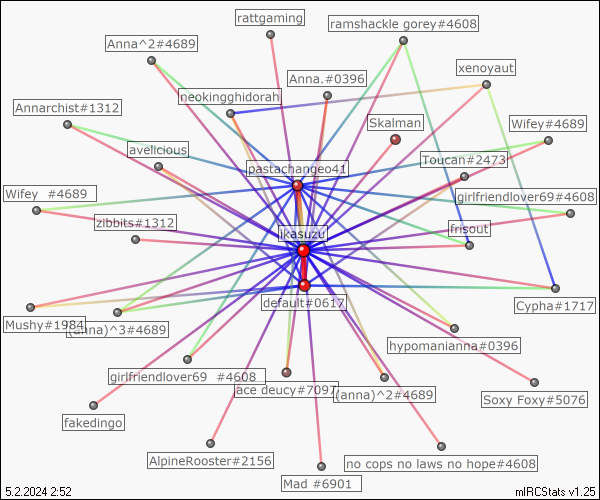 rattgaming
ramshackle gorey#4608
Anna^2#4689
xenoyaut
Anna.#0396
neokingghidorah
Annarchist#1312
Skalman
Wifey#4689
avelicious
Toucan#2473
pastachangeo41
Wifey  #4689
girlfriendlover69#4608
zibbits#1312
frisout
ikasuzu
default#0617
Cypha#1717
Mushy#1984
(anna)^3#4689
hypomanianna#0396
girlfriendlover69  #4608
ace deucy#7097
(anna)^2#4689
Soxy Foxy#5076
fakedingo
AlpineRooster#2156
no cops no laws no hope#4608
Mad #6901
5.2.2024 2:52
mIRCStats v1.25